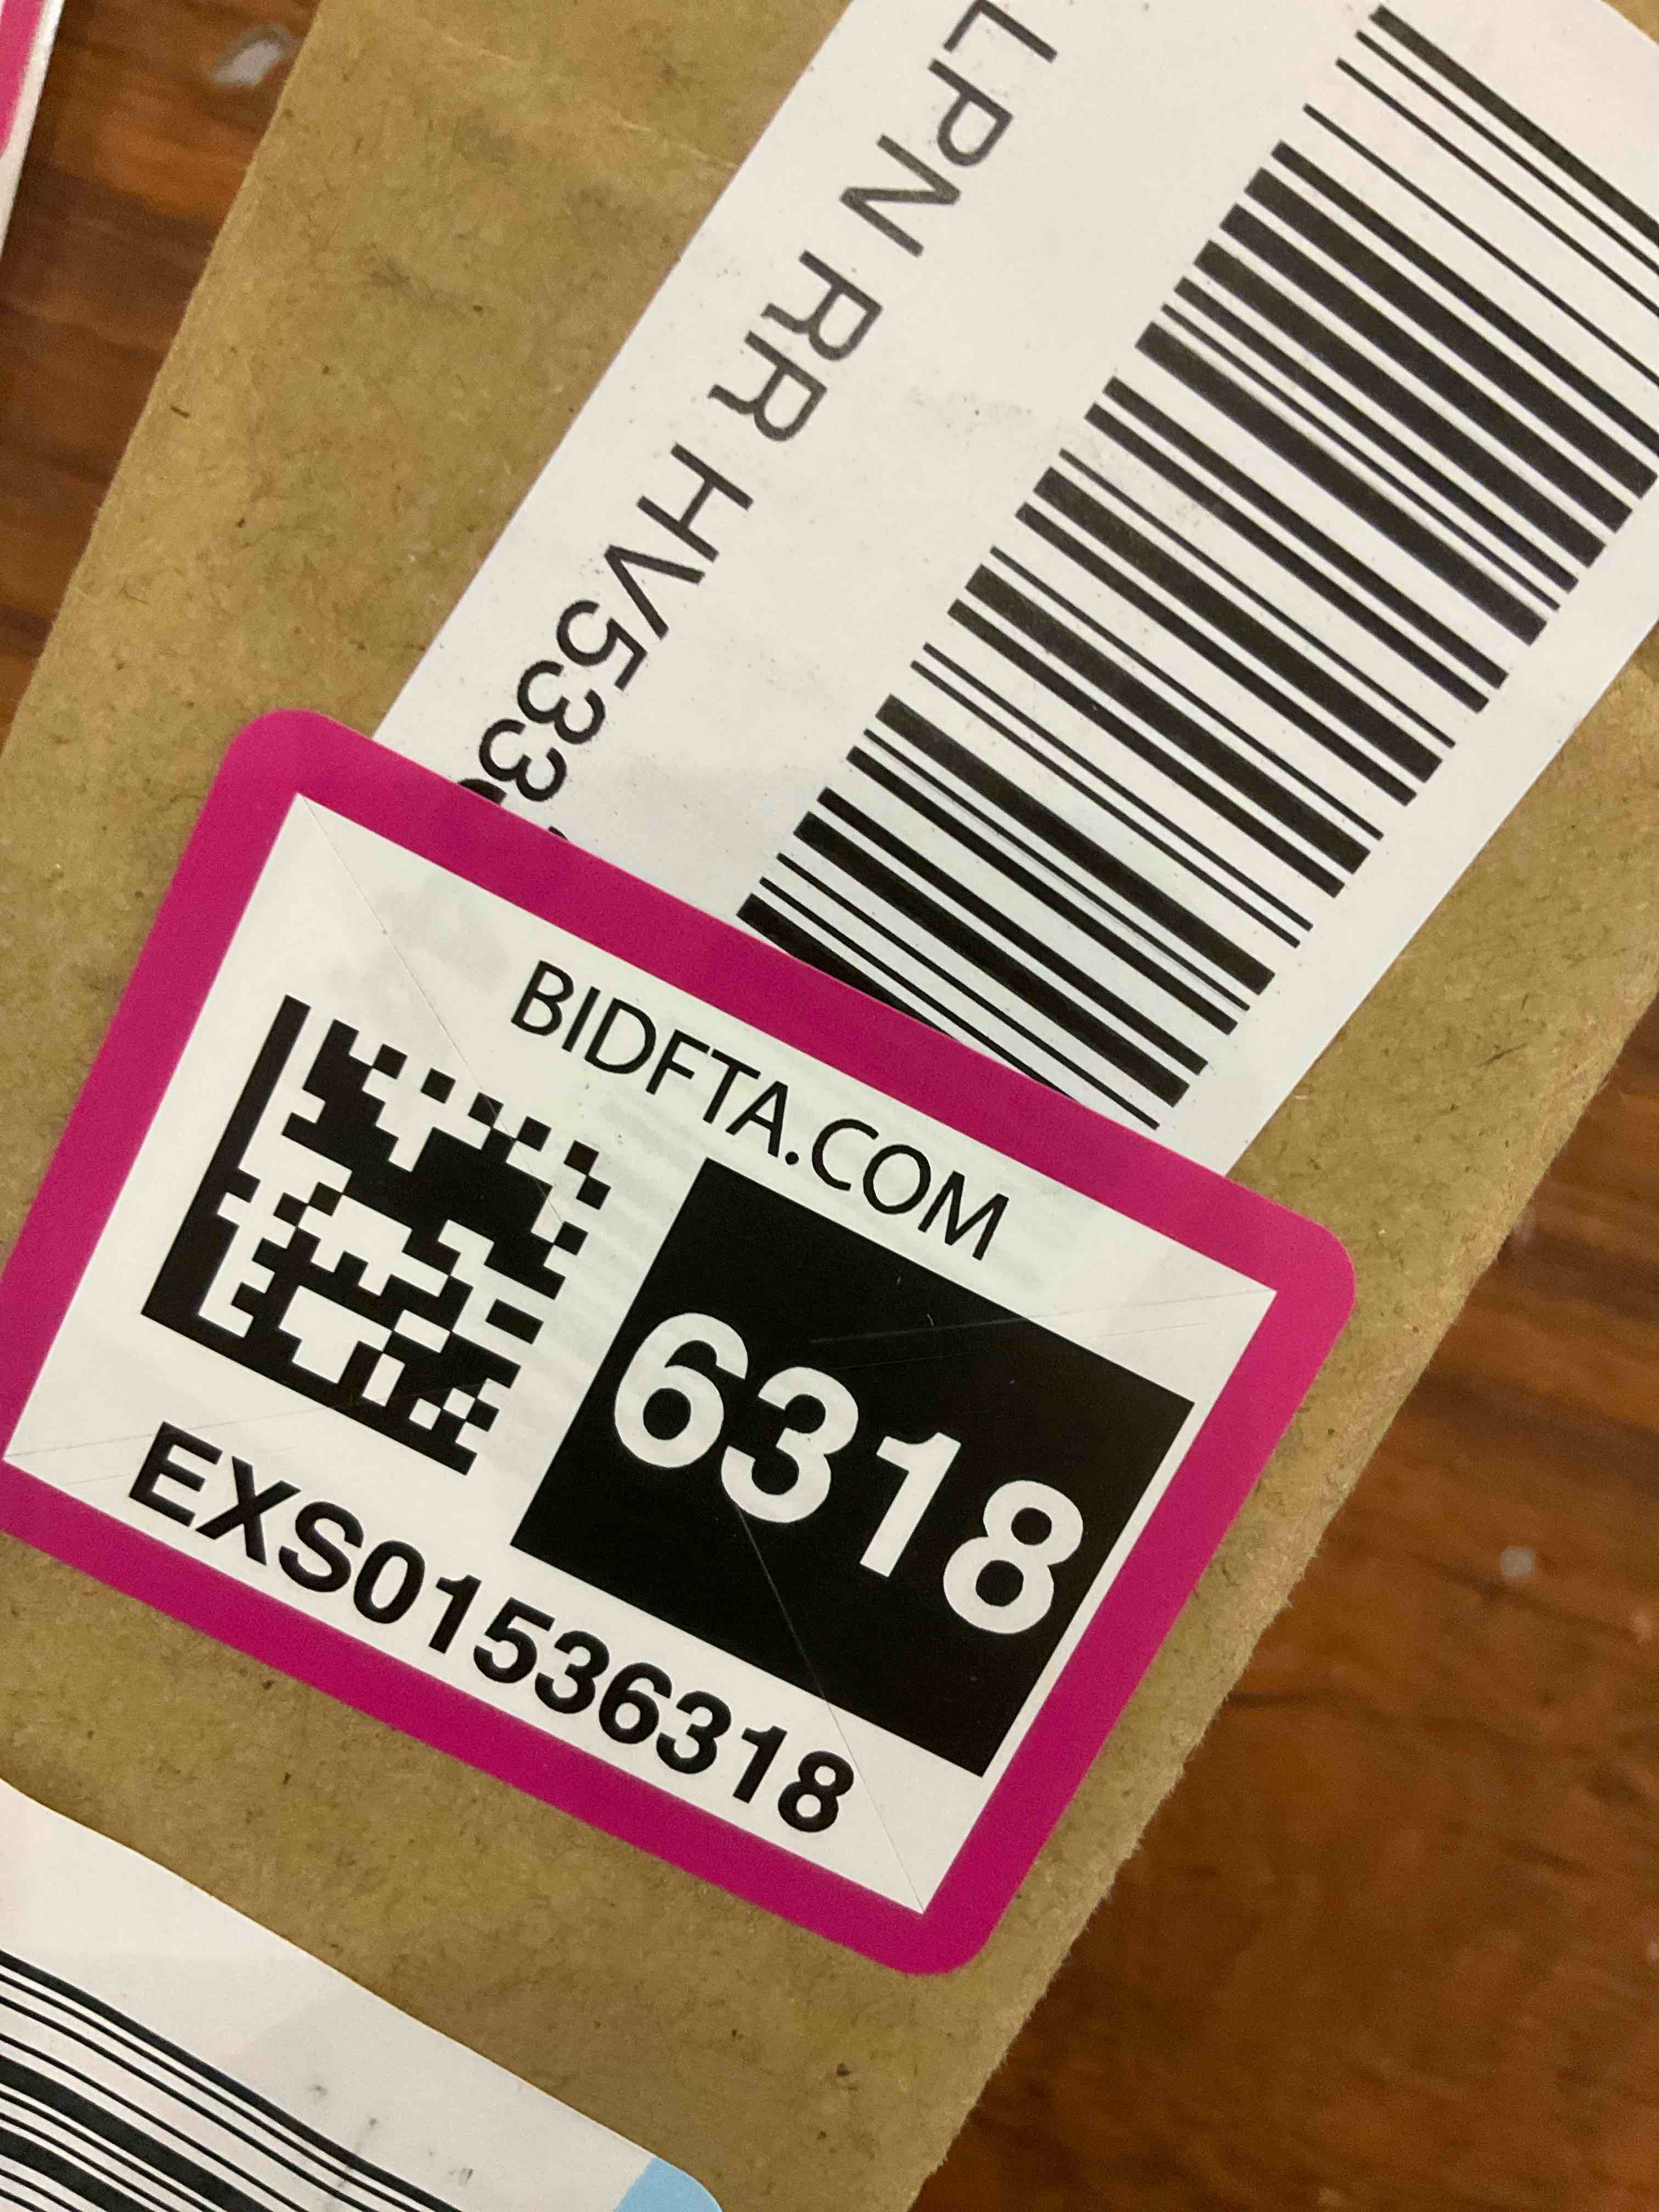 LPN RR HV533
BIDFTA.COM
6318
EXS01536318